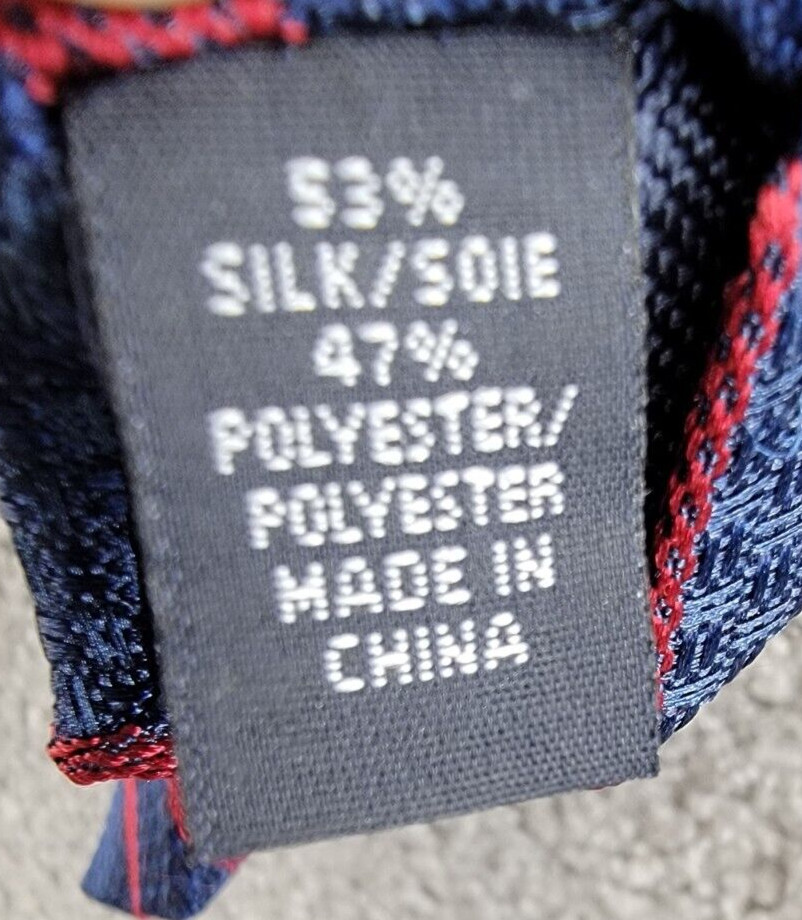 53%
SILK/SOIE
47%
POLYESTER/
POLYESTER
MADE IN
CHINA